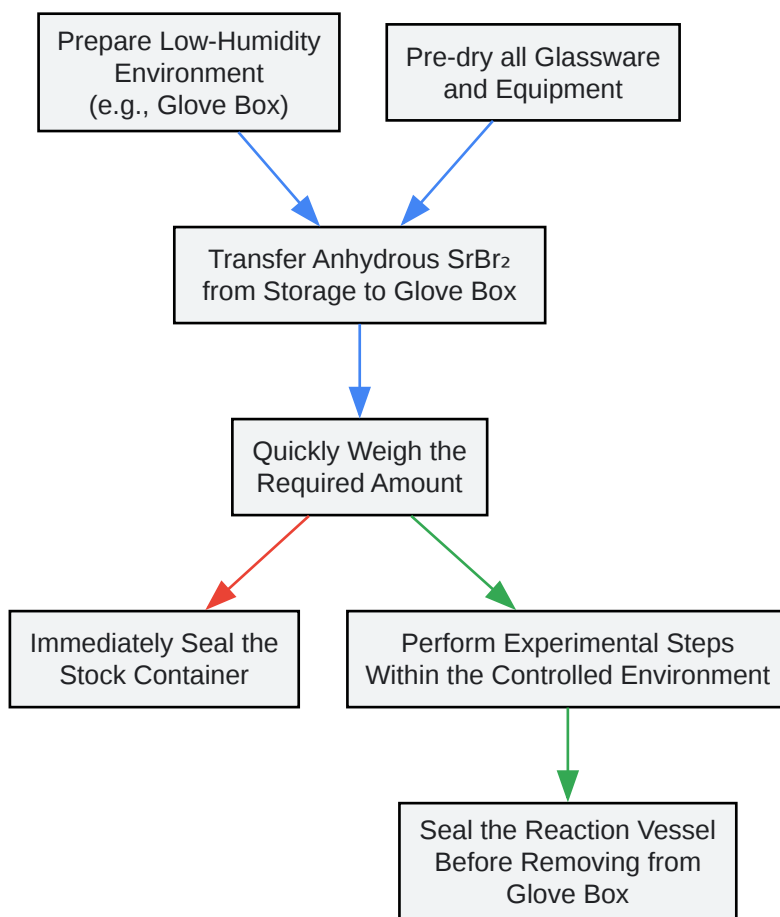 Prepare Low-Humidity
Environment
(e.g., Glove Box)
Pre-dry all Glassware
and Equipment
Transfer Anhydrous SrBr₂
from Storage to Glove Box
Quickly Weigh the
Required Amount
Immediately Seal the
Stock Container
Perform Experimental Steps
Within the Controlled Environment
Seal the Reaction Vessel
Before Removing from
Glove Box